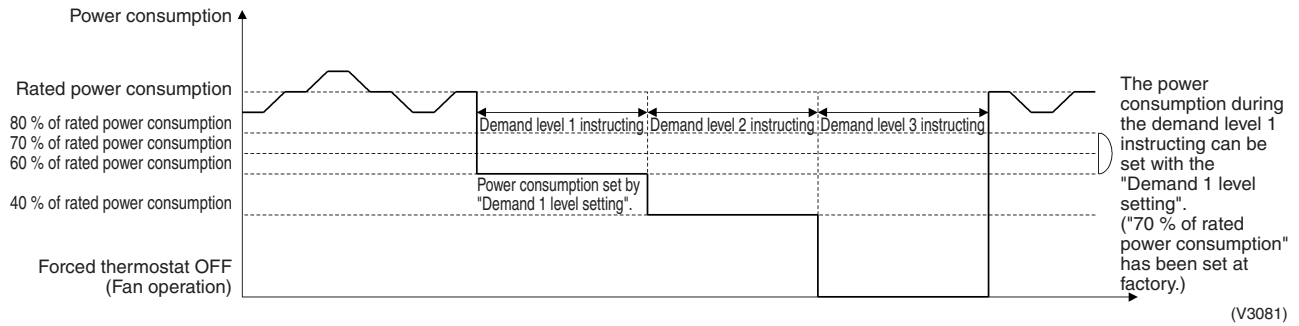 Power consumption
Rated power consumption
80 % of rated power consumption
70 % of rated power consumption
60 % of rated power consumption
40 % of rated power consumption
Forced thermostat OFF
(Fan operation)
Demand level 1 instructing
Demand level 2 instructing
Demand level 3 instructing
Power consumption set by
"Demand 1 level setting".
The power
consumption during
the demand level 1
instructing can be
set with the
"Demand 1 level
setting".
("70 % of rated
power consumption"
has been set at
factory.)
(V3081)